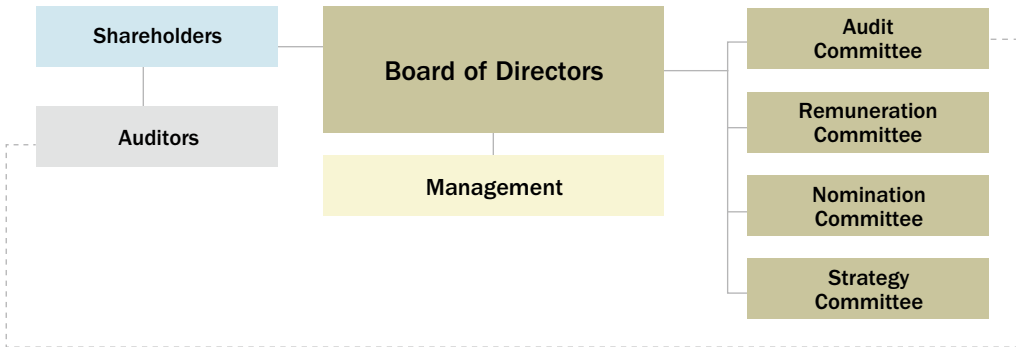 Shareholders
Auditors
Board of Directors
Management
Audit
Committee
Remuneration
Committee
Nomination
Committee
Strategy
Committee